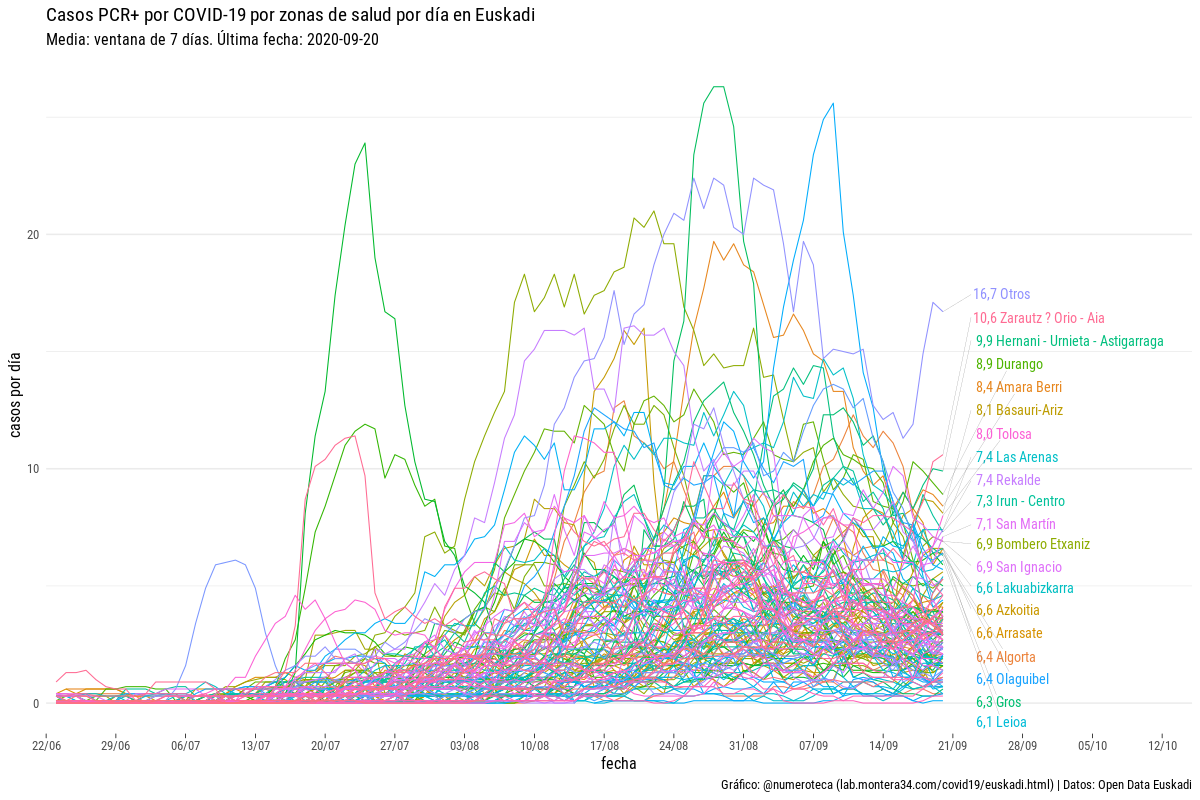 Casos PCR+ por COVID-19 por zonas de salud por día en Euskadi
Media: ventana de 7 días. Última fecha: 2020-09-20
casos por día
20
10
0
16,7 Otros
10,6 Zarautz ? Orio - Aia
9,9 Hernani - Urnieta - Astigarraga
8,9 Durango
8,4 Amara Berri
8,1 Basauri-Ariz
8,0 Tolosa
7,4 Las Arenas
7,4 Rekalde
7,3 Irun - Centro
7,1 San Martín
6,9 Bombero Etxaniz
6,9 San Ignacio
6,6 Lakuabizkarra
6,6 Azkoitia
6,6 Arrasate
6,4 Algorta
6,4 Olaguibel
6,3 Gros
6,1 Leioa
22/06 29/06 06/07 13/07 20/07 27/07 03/08 10/08 17/08 24/08 31/08 07/09 14/09 21/09 28/09 05/10 12/10
fecha
Gráfico: @numeroteca (lab.montera34.com/covid19/euskadi.html) | Datos: Open Data Euskadi